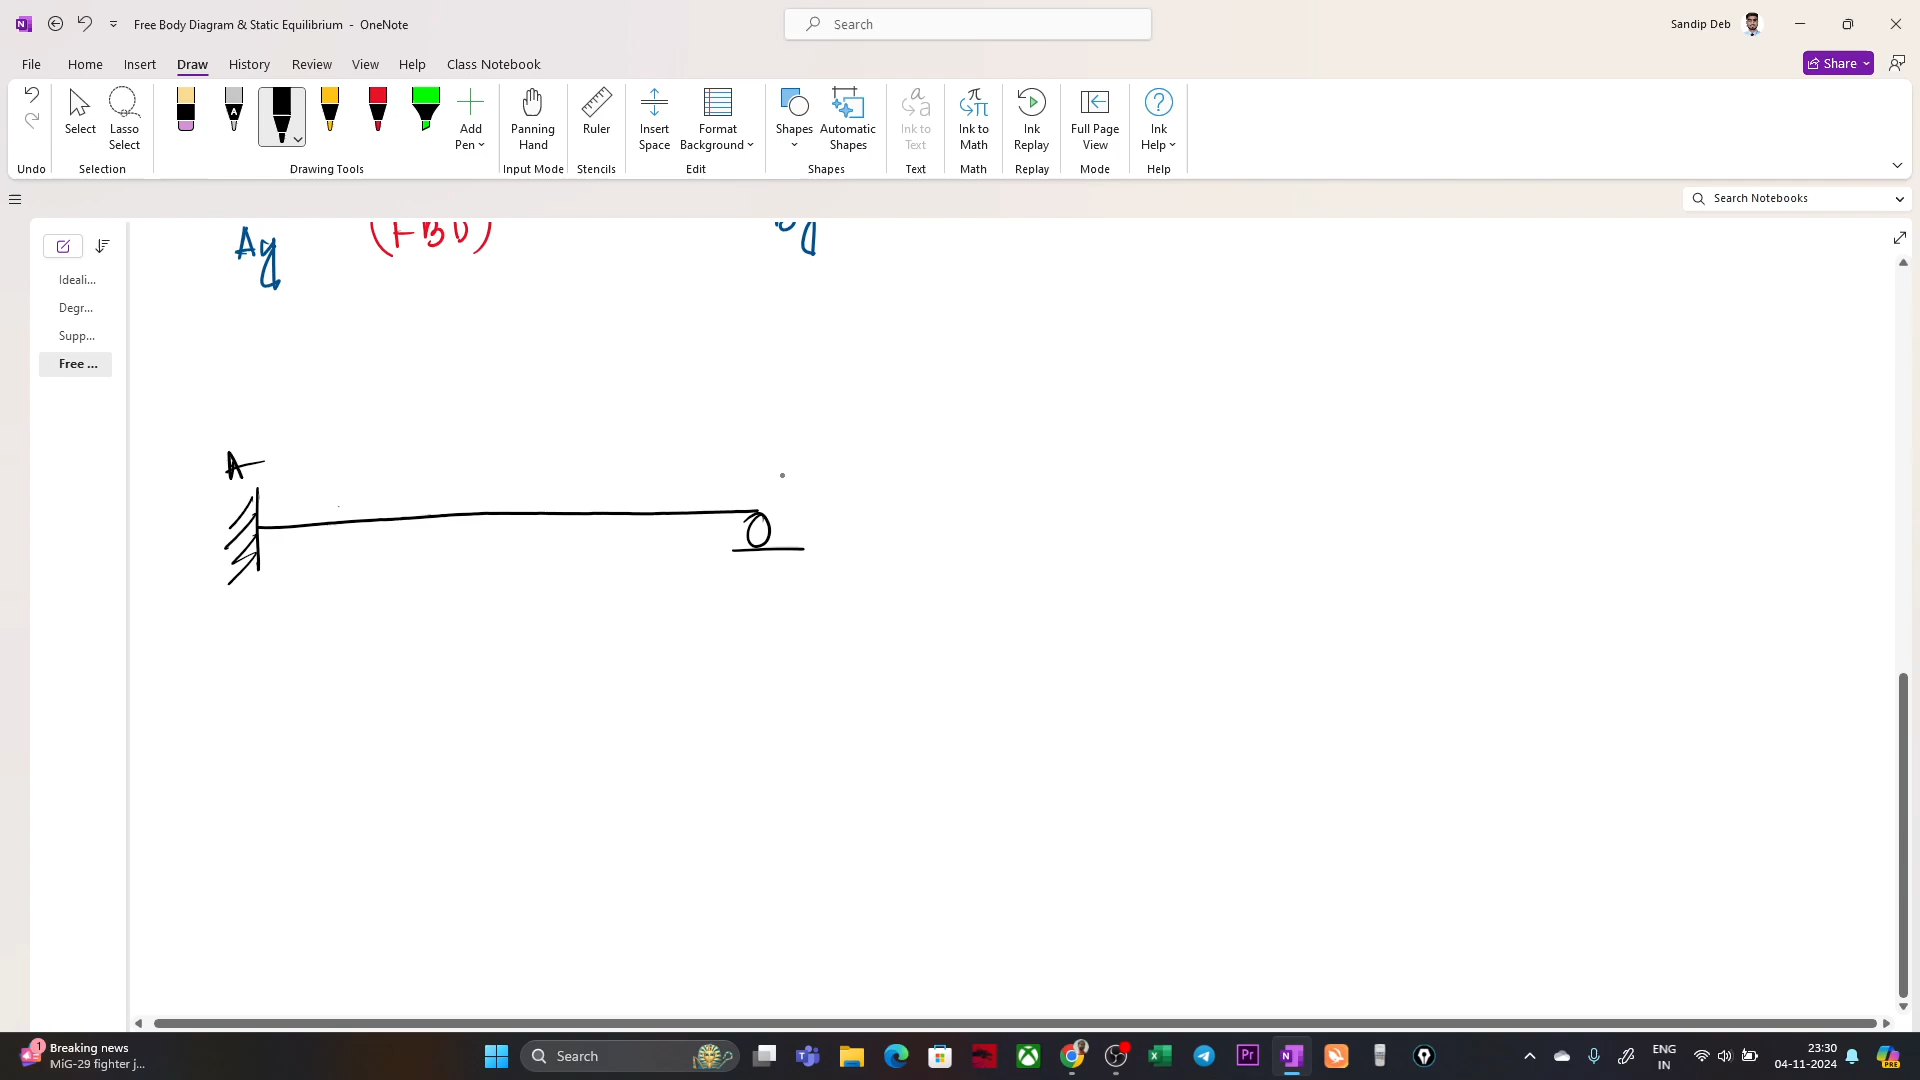 Free Body Diagram & Static Equilibrium - OneNote
Search
Sandip Deb
File Home Insert Draw History Review View Help Class Notebook
Share
Select
Lasso Select
A
Add Pen
Panning Hand
Ruler
Insert Space
Format Background
Shapes
Automatic Shapes
Ink to Text
Ink to Math
Ink Replay
Full Page View
Ink Help
Undo Selection Drawing Tools Input Mode Stencils Edit Shapes Text Math Replay Mode Help
Search Notebooks
Ideali...
Degr...
Supp...
Free ...
Ay (FBD) By
A
1
Breaking news
MiG-29 fighter j...
Search
ENG
IN
23:30
04-11-2024
PRE